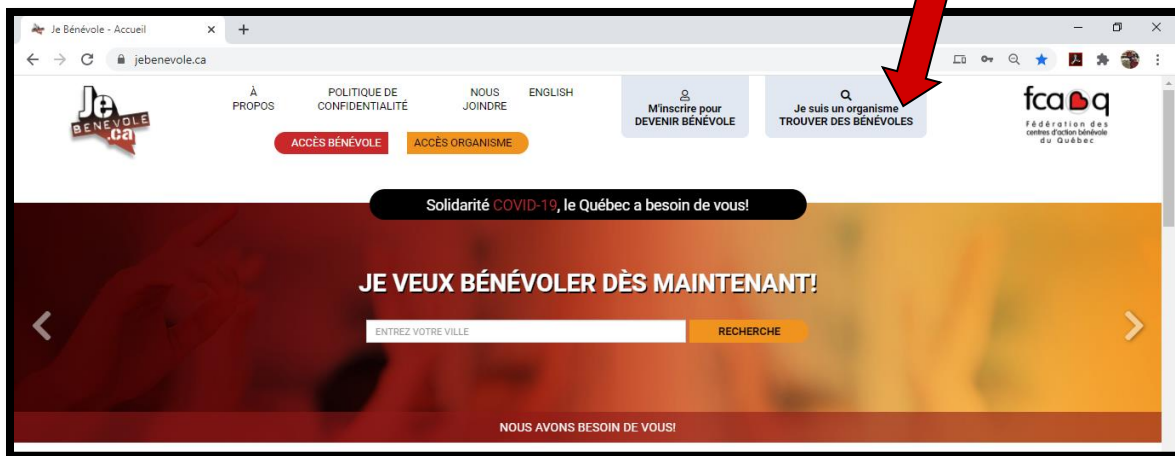 Je Bénévole - Accueil
jebenevole.ca
Je
BENEVOLE
.ca
À
PROPOS
POLITIQUE DE
CONFIDENTIALITÉ
NOUS
JOINDRE
ENGLISH
ACCÈS BÉNÉVOLE
ACCÈS ORGANISME
M'inscrire pour
DEVENIR BÉNÉVOLE
Je suis un organisme
TROUVER DES BÉNÉVOLES
fcabq
Fédération des
centres d'action bénévole
du Québec
Solidarité COVID-19, le Québec a besoin de vous!
JE VEUX BÉNÉVOLER DÈS MAINTENANT!
ENTREZ VOTRE VILLE
RECHERCHE
NOUS AVONS BESOIN DE VOUS!